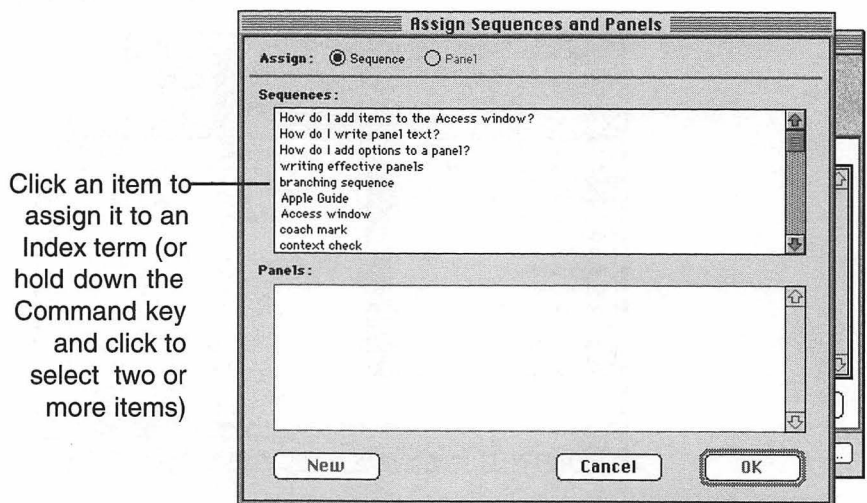 Assign Sequences and Panels
Assign: Sequence Panel
Sequences:
How do I add items to the Access window?
How do I write panel text?
How do I add options to a panel?
writing effective panels
branching sequence
Apple Guide
Access window
coach mark
context check
Panels:
New Cancel OK
Click an item to
assign it to an
Index term (or
hold down the
Command key
and click to
select two or
more items)